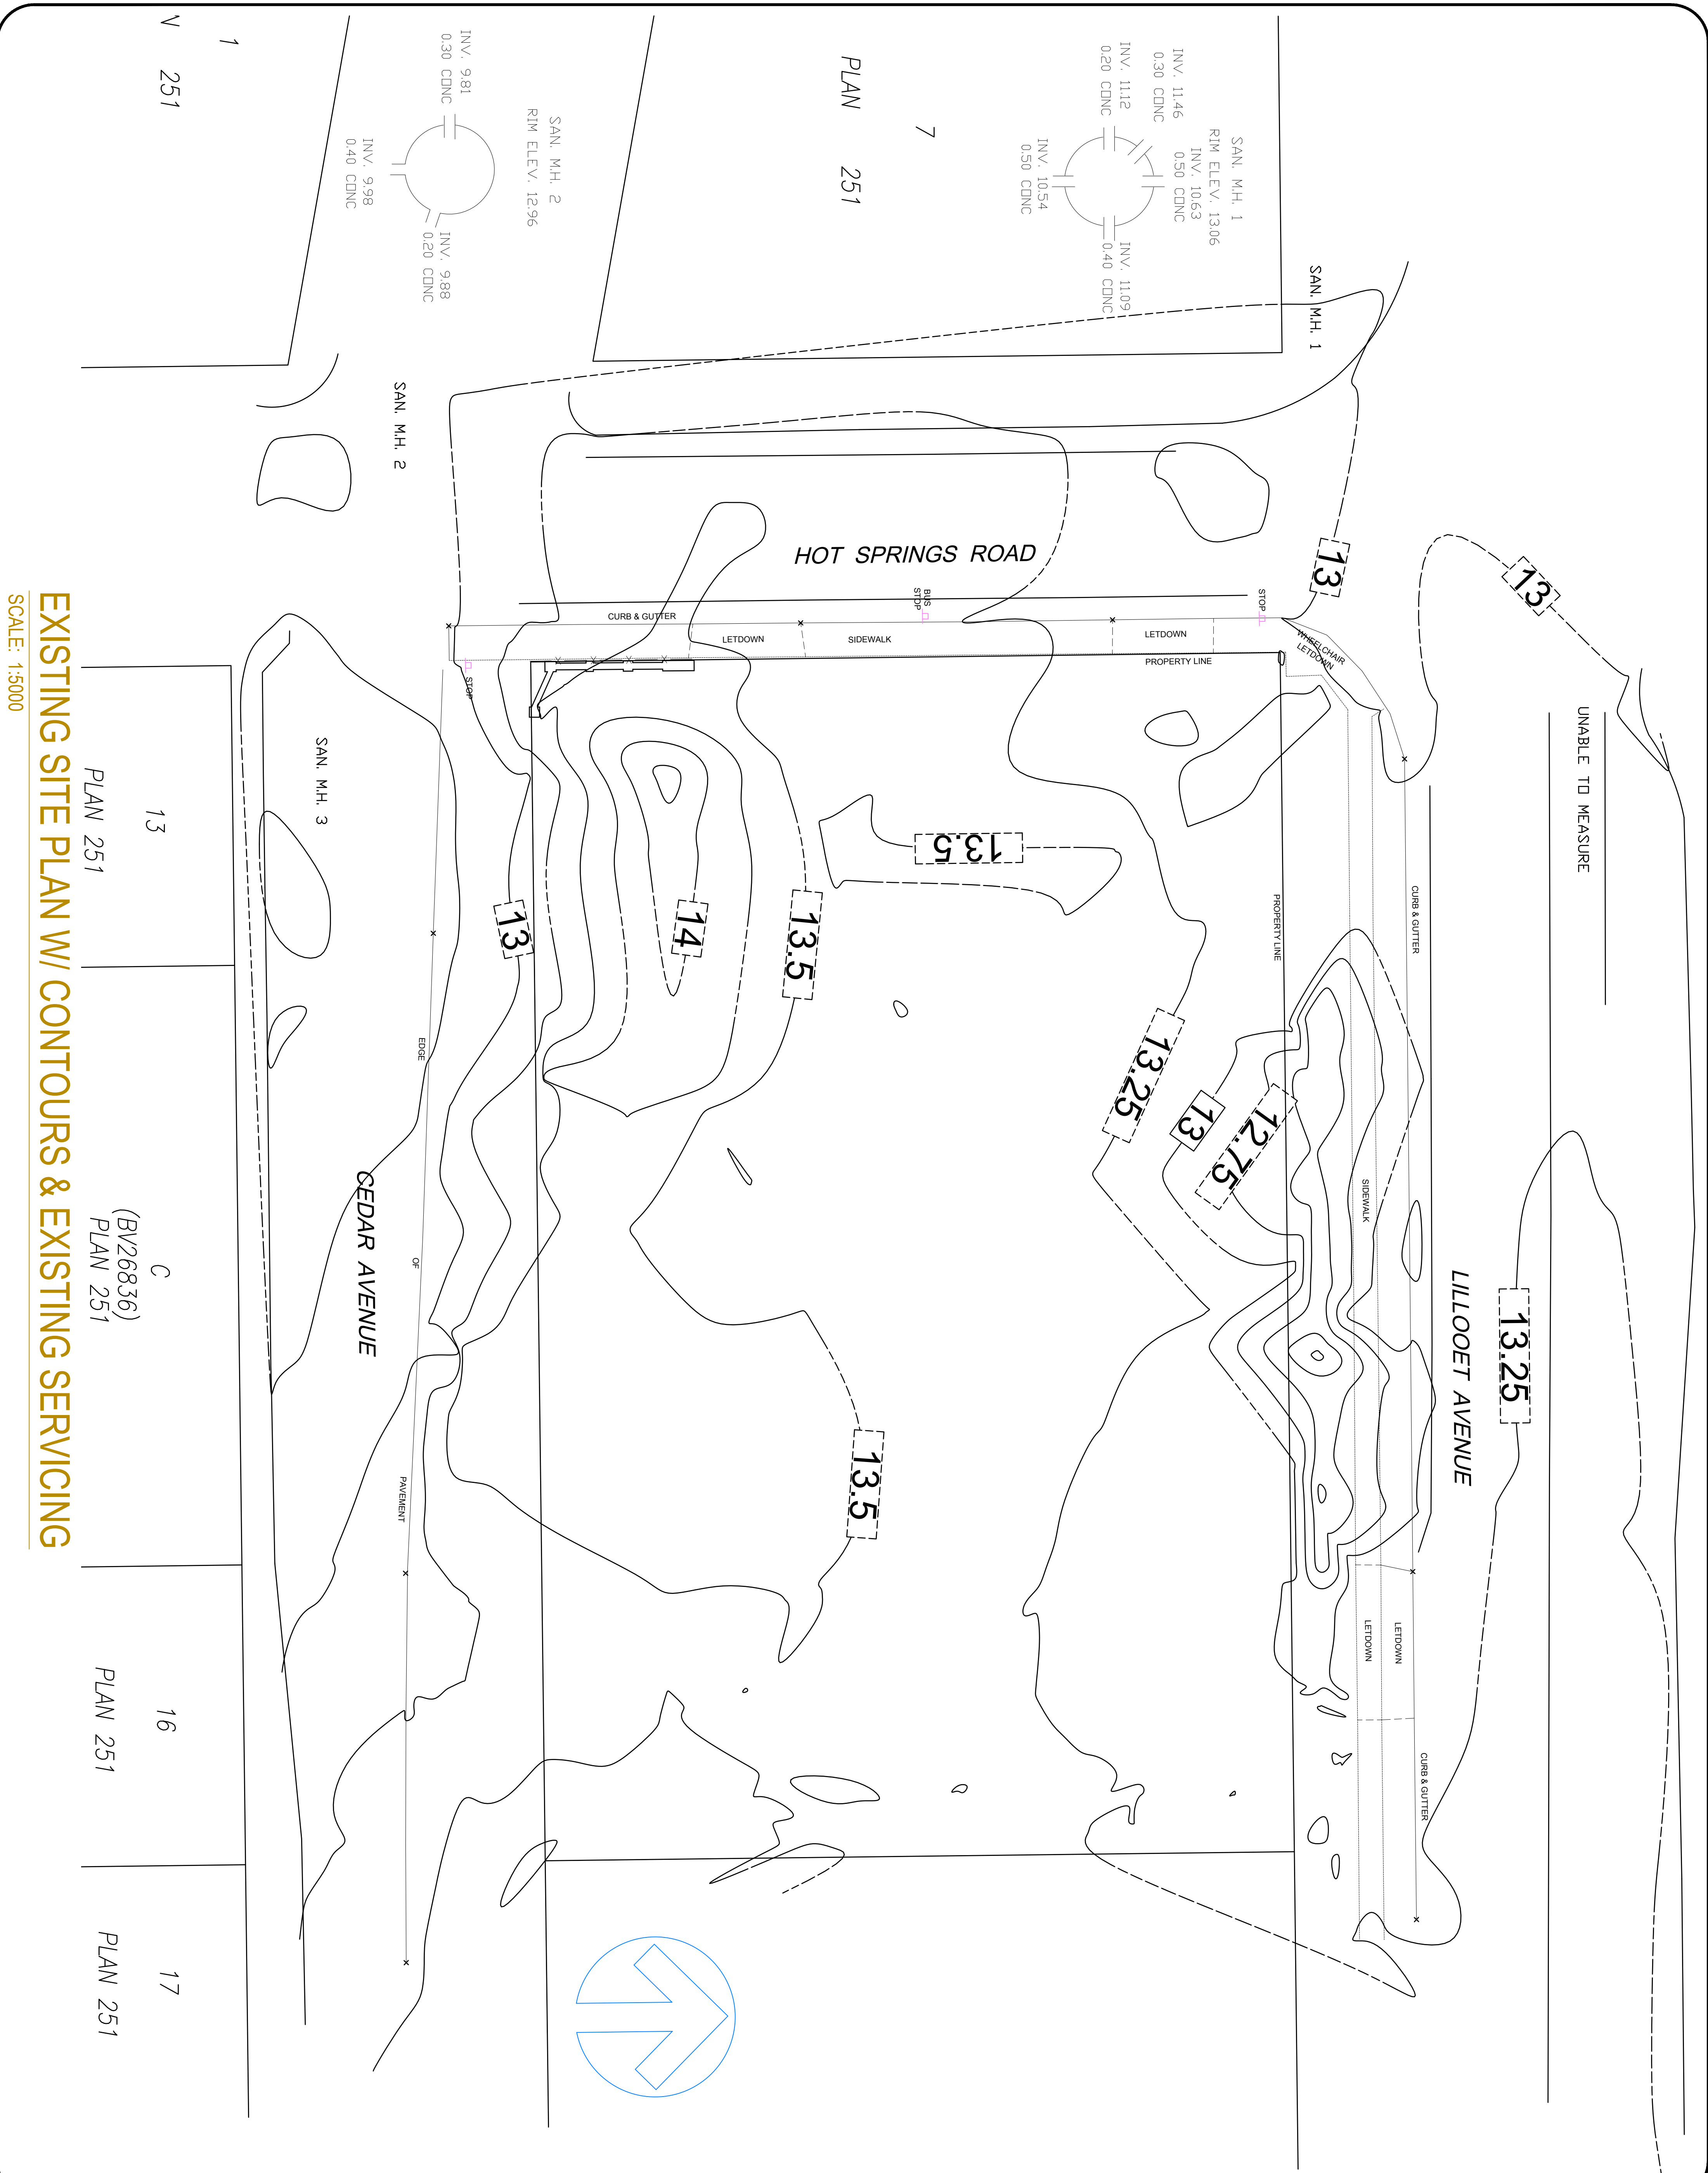 SAN. M.H. 1
RIM ELEV. 13.06
INV. 10.63
0.50 CONC
INV. 11.46
0.30 CONC
INV. 11.12
0.20 CONC
INV. 11.09
0.40 CONC
INV. 10.54
0.50 CONC
7
PLAN 251
SAN. M.H. 2
RIM ELEV. 12.96
INV. 9.81
0.30 CONC
INV. 9.88
0.20 CONC
INV. 9.98
0.40 CONC
1
251
SAN. M.H. 1
SAN. M.H. 2
SAN. M.H. 3
UNABLE TO MEASURE
HOT SPRINGS ROAD
CURB & GUTTER
LETDOWN
SIDEWALK
BUS
STOP
LETDOWN
STOP
PROPERTY LINE
WHEELCHAIR
LETDOWN
STOP
13
13
13.5
13
14
13.5
13.25
13
12.75
13.5
13.25
PROPERTY LINE
CURB & GUTTER
SIDEWALK
LILLOOET AVENUE
LETDOWN
LETDOWN
CURB & GUTTER
EDGE
OF
PAVEMENT
CEDAR AVENUE
13
PLAN 251
C
(BV26836)
PLAN 251
16
PLAN 251
17
PLAN 251
EXISTING SITE PLAN W/ CONTOURS & EXISTING SERVICING
SCALE: 1:5000